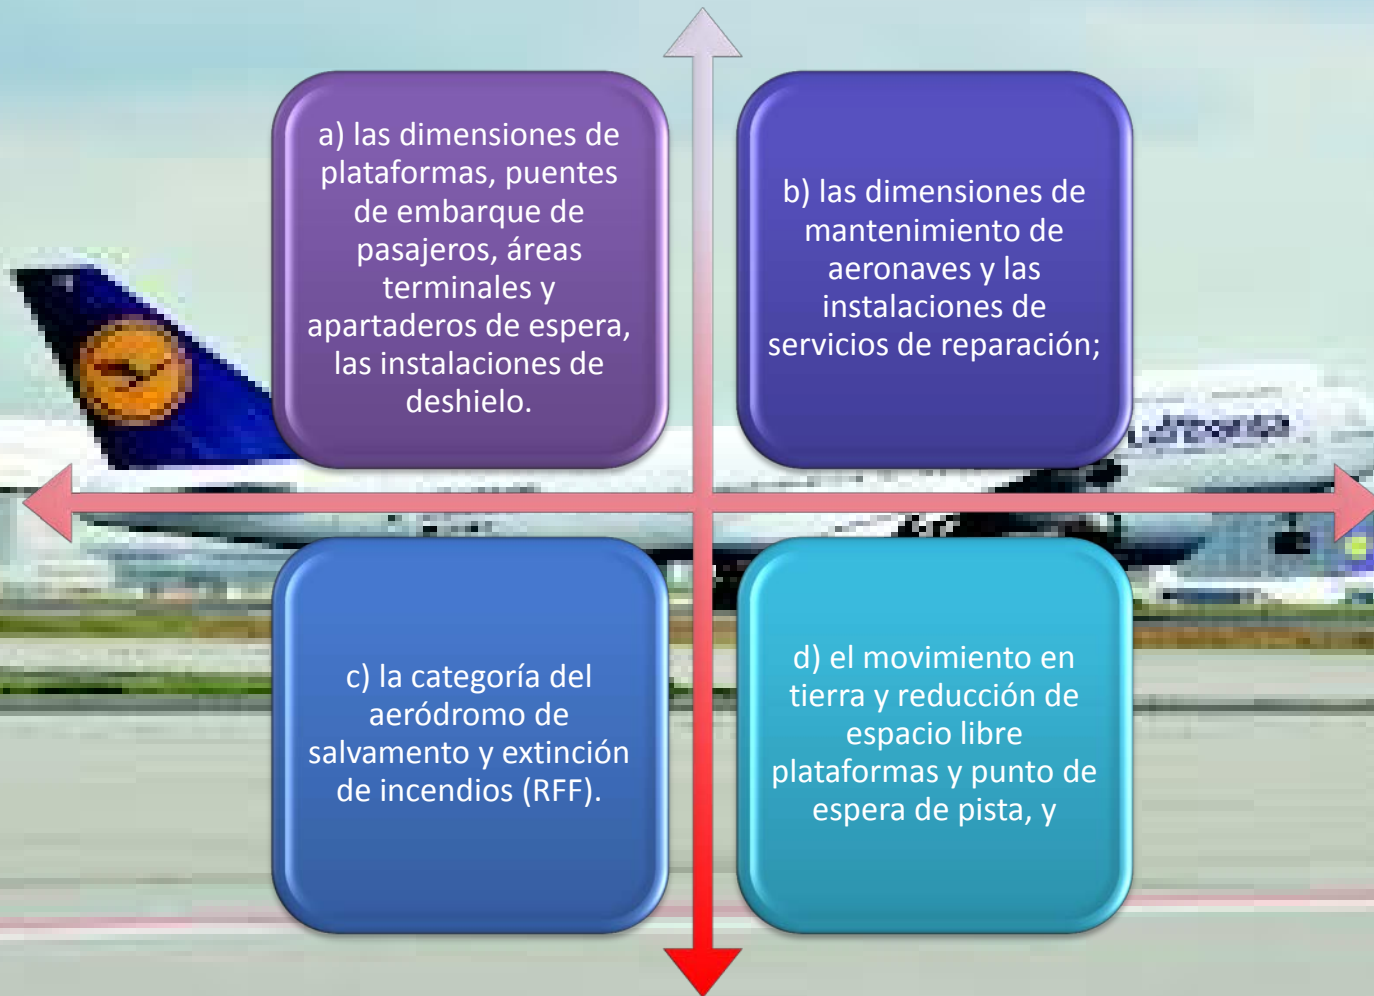 a) las dimensiones de
plataformas, puentes
de embarque de
pasajeros, áreas
terminales y
apartaderos de espera,
las instalaciones de
deshielo.
b) las dimensiones de
mantenimiento de
aeronaves y las
instalaciones de
servicios de reparación;
Lufthansa
c) la categoría del
aeródromo de
salvamento y extinción
de incendios (RFF).
d) el movimiento en
tierra y reducción de
espacio libre
plataformas y punto de
espera de pista, y